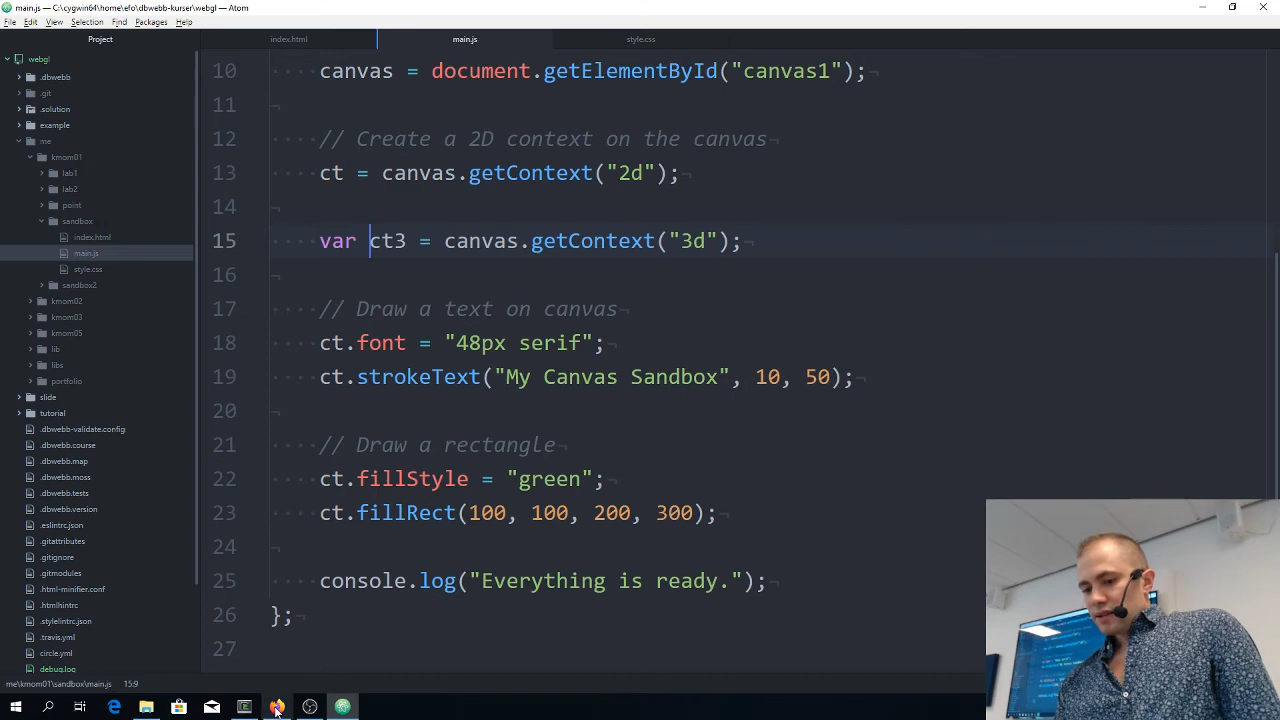 main.js — C:\cygwin64\home\efo\dbwebb-kurser\webgl — Atom
File Edit View Selection Find Packages Help
Project
index.html
main.js
style.css
webgl
.dbwebb
.git
.solution
example
me
kmom01
lab1
lab2
point
sandbox
index.html
main.js
style.css
sandbox2
kmom02
kmom03
kmom05
lib
libs
portfolio
slide
tutorial
.dbwebb-validate.config
.dbwebb.course
.dbwebb.map
.dbwebb.moss
.dbwebb.tests
.dbwebb.version
.eslintrc.json
.gitattributes
.gitignore
.gitmodules
.html-minifier.conf
.htmlhintrc
.stylelintrc.json
.travis.yml
circle.yml
debug.log
10 canvas = document.getElementById("canvas1");
11
12 // Create a 2D context on the canvas
13 ct = canvas.getContext("2d");
14
15 var ct3 = canvas.getContext("3d");
16
17 // Draw a text on canvas
18 ct.font = "48px serif";
19 ct.strokeText("My Canvas Sandbox", 10, 50);
20
21 // Draw a rectangle
22 ct.fillStyle = "green";
23 ct.fillRect(100, 100, 200, 300);
24
25 console.log("Everything is ready.");
26 };
27
me\kmom01\sandbox\main.js 15:9